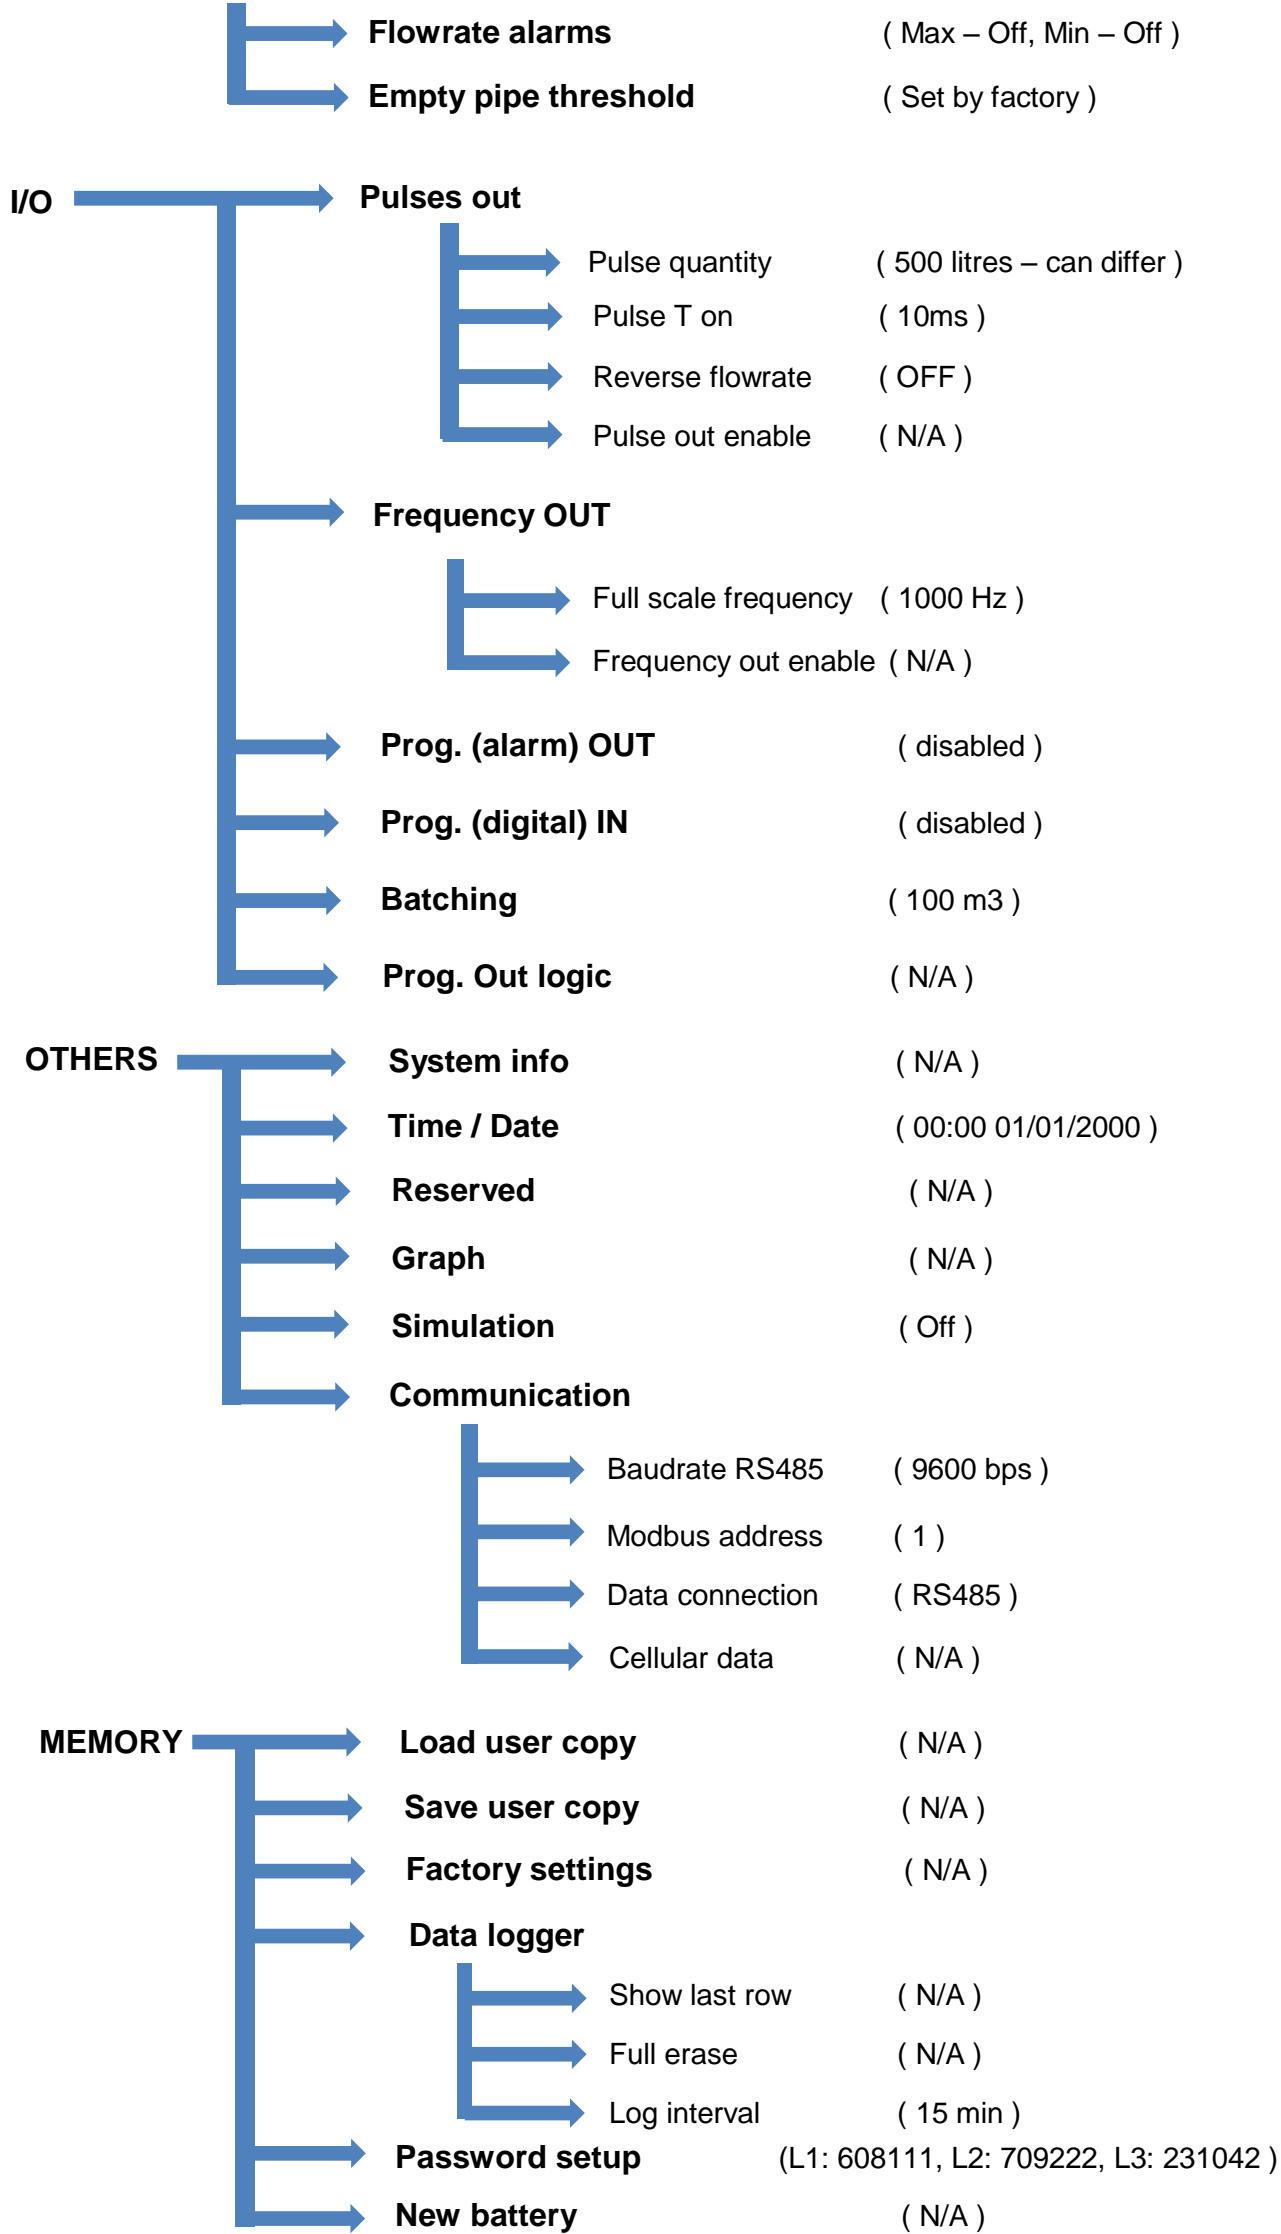 Flowrate alarms ( Max – Off, Min – Off )
Empty pipe threshold ( Set by factory )
I/O Pulses out
Pulse quantity ( 500 litres – can differ )
Pulse T on ( 10ms )
Reverse flowrate ( OFF )
Pulse out enable ( N/A )
Frequency OUT
Full scale frequency ( 1000 Hz )
Frequency out enable ( N/A )
Prog. (alarm) OUT ( disabled )
Prog. (digital) IN ( disabled )
Batching ( 100 m3 )
Prog. Out logic ( N/A )
OTHERS System info ( N/A )
Time / Date ( 00:00 01/01/2000 )
Reserved ( N/A )
Graph ( N/A )
Simulation ( Off )
Communication
Baudrate RS485 ( 9600 bps )
Modbus address ( 1 )
Data connection ( RS485 )
Cellular data ( N/A )
MEMORY Load user copy ( N/A )
Save user copy ( N/A )
Factory settings ( N/A )
Data logger
Show last row ( N/A )
Full erase ( N/A )
Log interval ( 15 min )
Password setup (L1: 608111, L2: 709222, L3: 231042 )
New battery ( N/A )